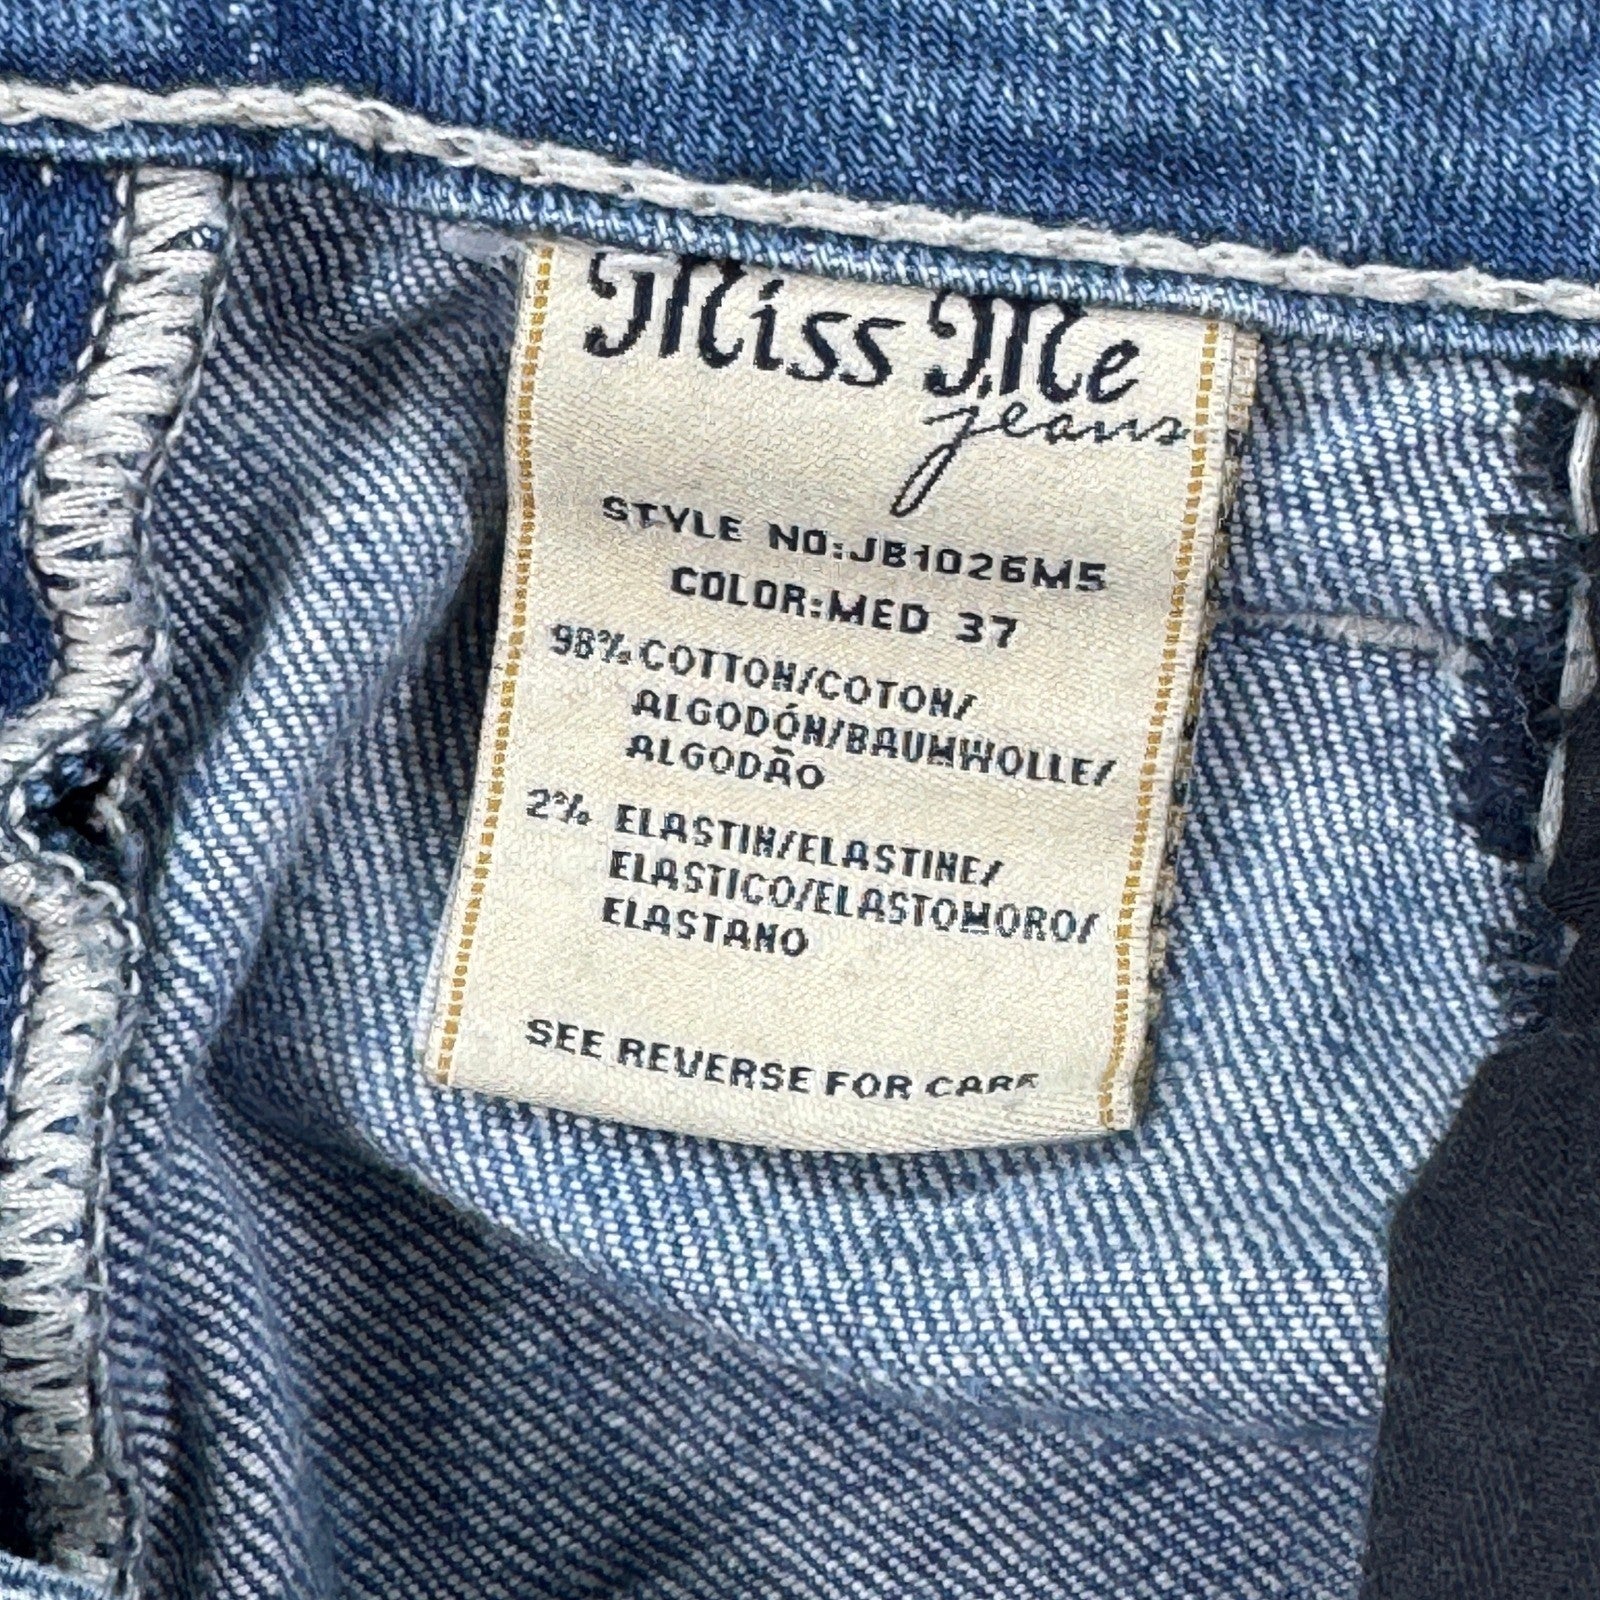 Miss Me
jeans
STYLE NO:JB1026M5
COLOR:MED 37
98% COTTON/COTON/
ALGODÓN/BAUMWOLLE/
ALGODÃO
2% ELASTIN/ELASTINE/
ELASTICO/ELASTOMORO/
ELASTANO
SEE REVERSE FOR CARE